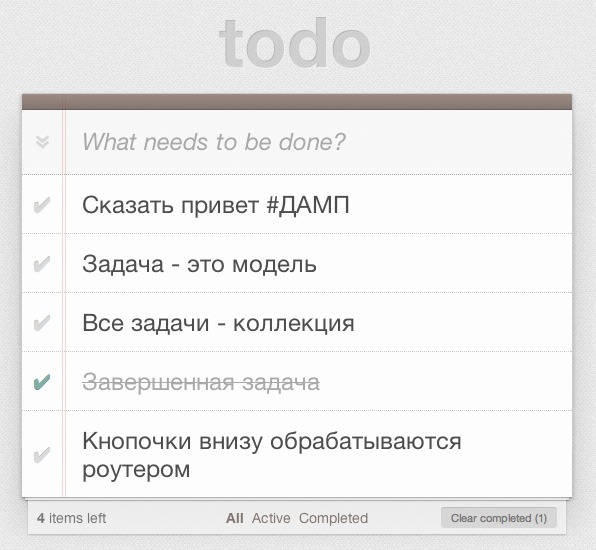 todo
What needs to be done?
Сказать привет #ДАМП
Задача - это модель
Все задачи - коллекция
Завершенная задача
Кнопочки внизу обрабатываются
роутером
4 items left All Active Completed Clear completed (1)